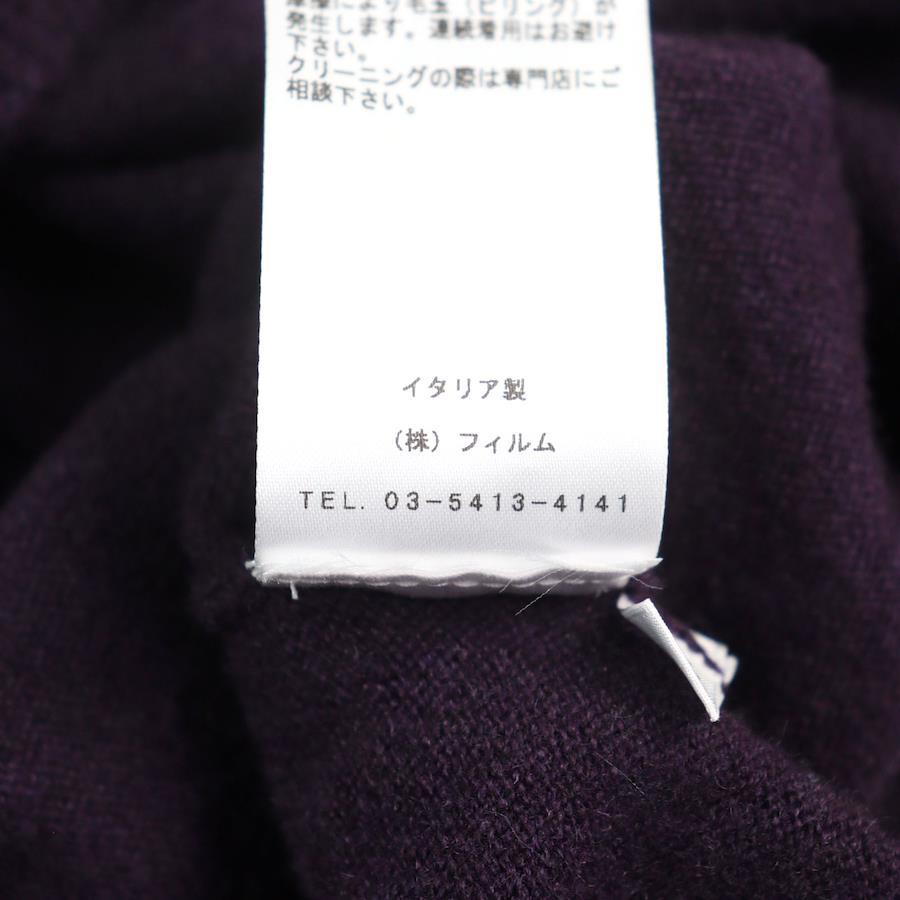 摩擦により毛玉（ピリング）が
発生します。連続着用はお避け
下さい。
クリーニングの際は専門店にご
相談下さい。
イタリア製
（株）フィルム
TEL. 03-5413-4141